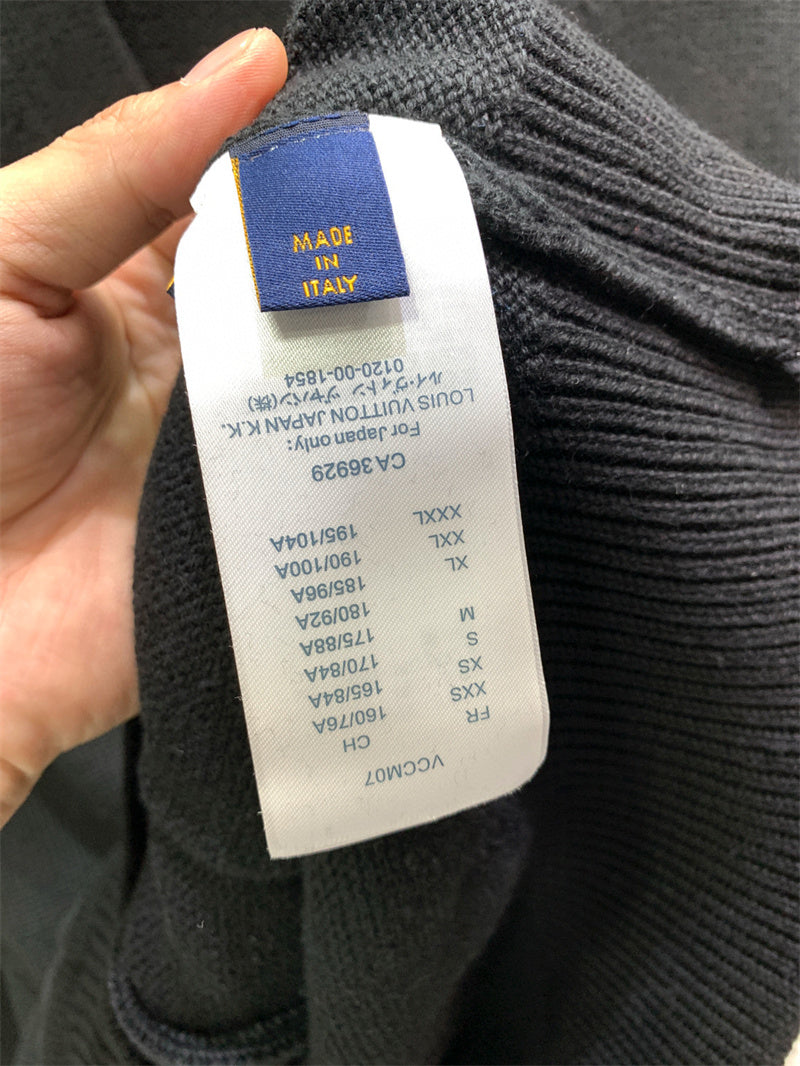 MADE
IN
ITALY
VCCM07
FR CH
XXS 160/76A
XS 165/84A
S 170/84A
M 175/88A
180/92A
XL 185/96A
XXL 190/100A
XXXL 195/104A
CA 36929
For Japan only:
LOUIS VUITTON JAPAN K.K.
ルイ・ヴィトン ジャパン(株)
0120-00-1854